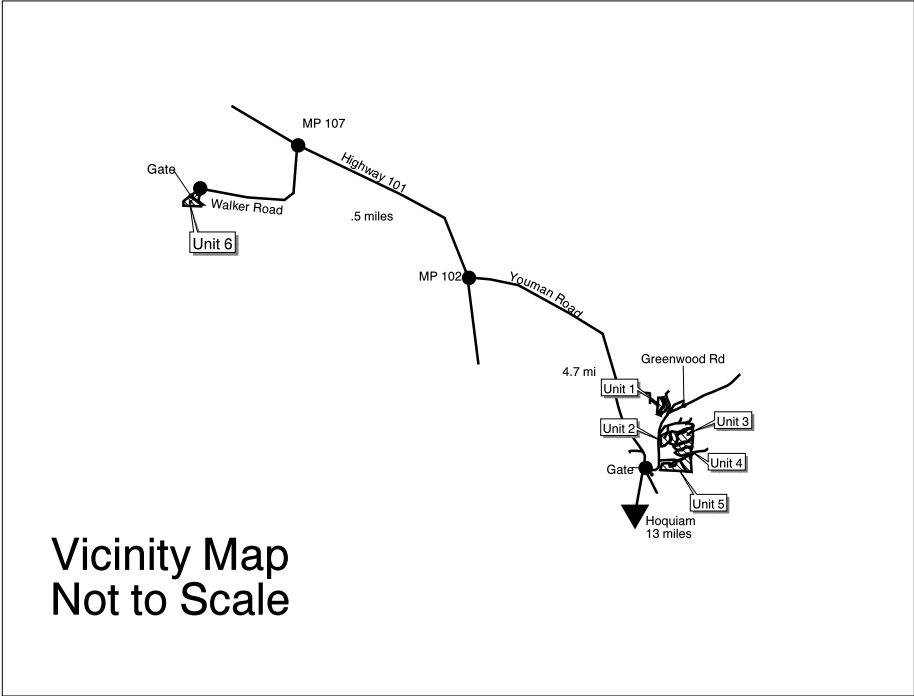 MP 107
Highway 101
Gate
Walker Road
.5 miles
Unit 6
MP 102
Youman Road
Greenwood Rd
4.7 mi
Unit 1
Unit 2
Unit 3
Gate
Unit 4
Unit 5
Hoquiam
13 miles
Vicinity Map
Not to Scale